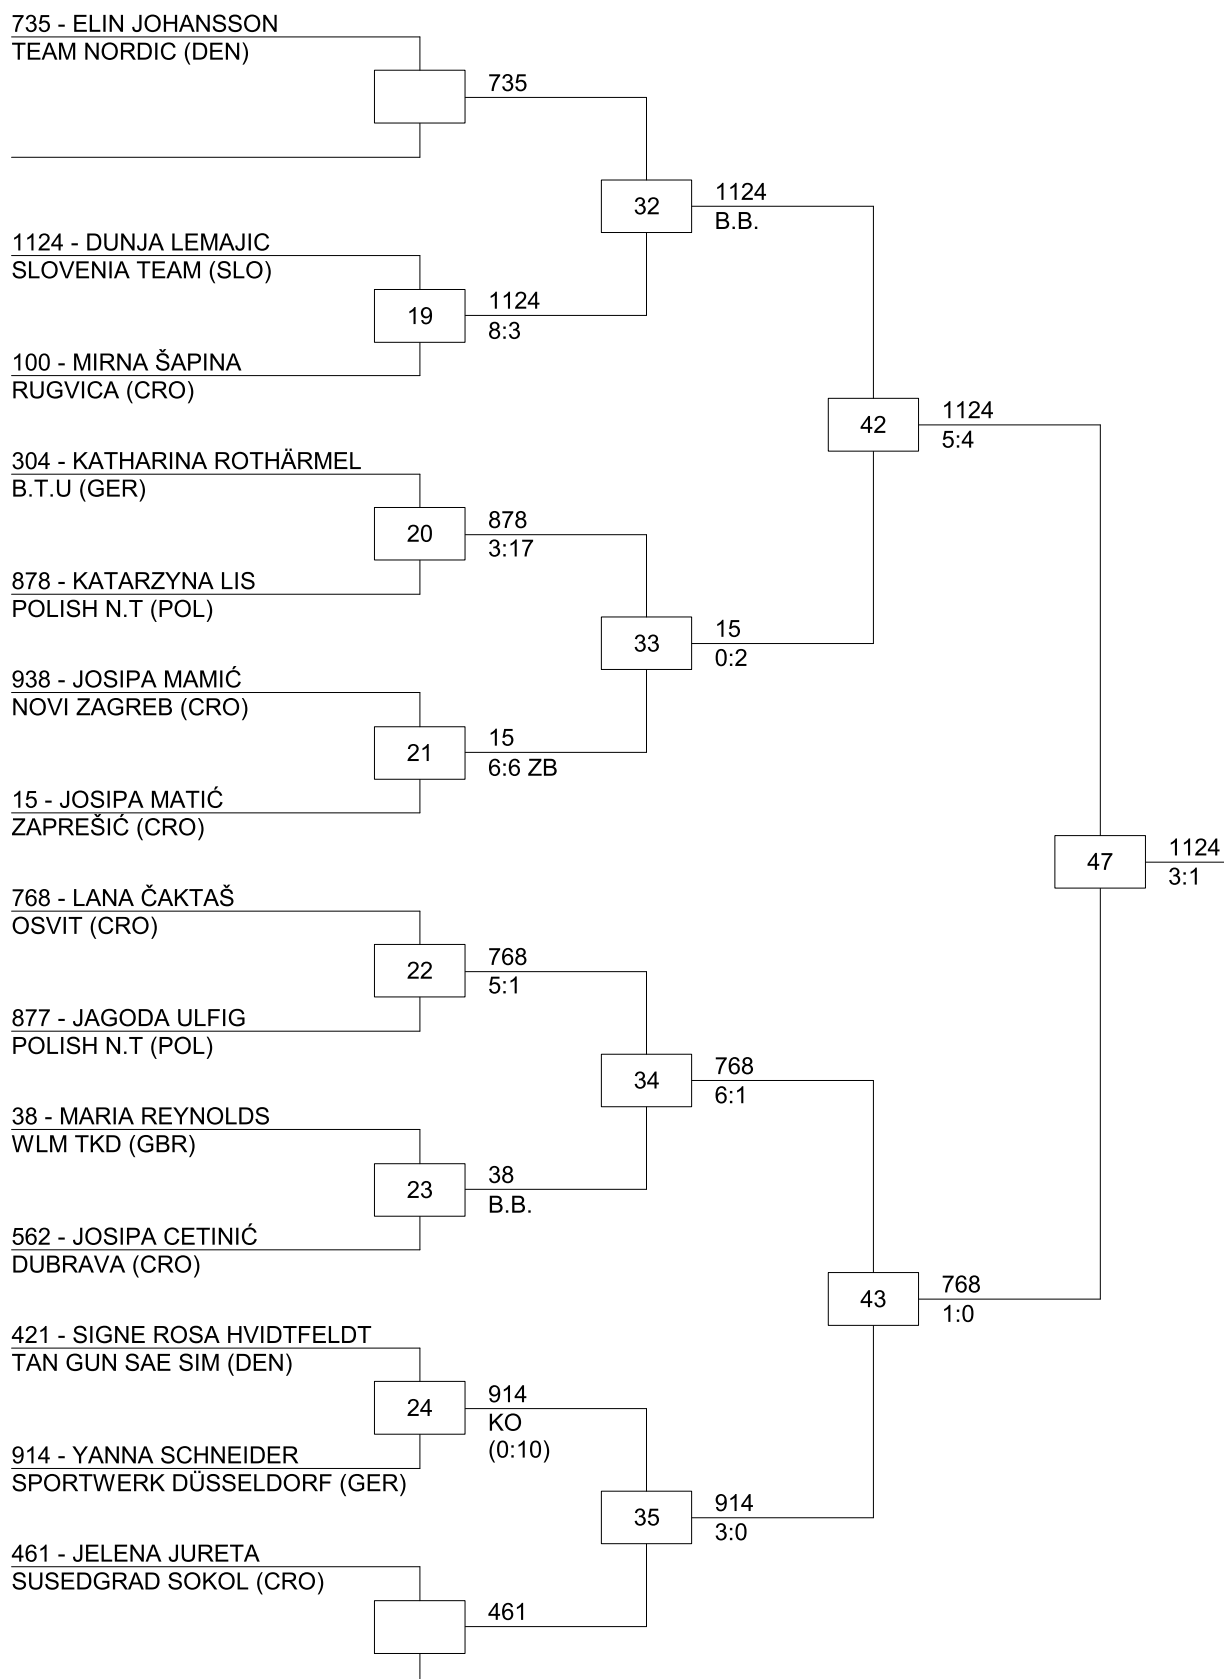 735 - ELIN JOHANSSON
TEAM NORDIC (DEN)
735
32
1124
B.B.
1124 - DUNJA LEMAJIC
SLOVENIA TEAM (SLO)
19
1124
8:3
100 - MIRNA ŠAPINA
RUGVICA (CRO)
42
1124
5:4
304 - KATHARINA ROTHÄRMEL
B.T.U (GER)
20
878
3:17
878 - KATARZYNA LIS
POLISH N.T (POL)
33
15
0:2
938 - JOSIPA MAMIĆ
NOVI ZAGREB (CRO)
21
15
6:6 ZB
15 - JOSIPA MATIĆ
ZAPREŠIĆ (CRO)
47
1124
3:1
768 - LANA ČAKTAŠ
OSVIT (CRO)
22
768
5:1
877 - JAGODA ULFIG
POLISH N.T (POL)
34
768
6:1
38 - MARIA REYNOLDS
WLM TKD (GBR)
23
38
B.B.
562 - JOSIPA CETINIĆ
DUBRAVA (CRO)
43
768
1:0
421 - SIGNE ROSA HVIDTFELDT
TAN GUN SAE SIM (DEN)
24
914
KO
(0:10)
914 - YANNA SCHNEIDER
SPORTWERK DÜSSELDORF (GER)
35
914
3:0
461 - JELENA JURETA
SUSEDGRAD SOKOL (CRO)
461